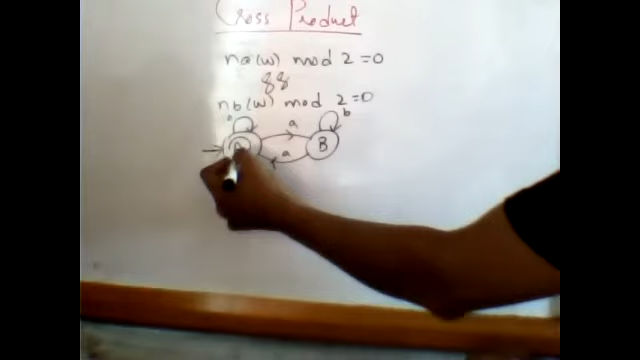 Cross Product
na(w) mod 2 = 0
&&
nb(w) mod 2 = 0
b a b
A a B